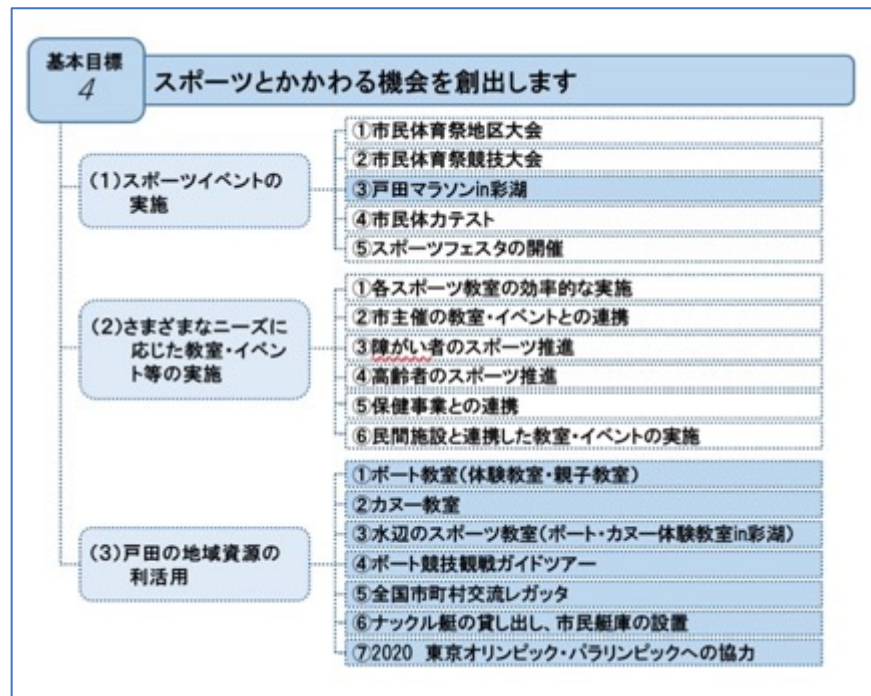 基本目標
4
スポーツとかかわる機会を創出します
(1)スポーツイベントの
実施
①市民体育祭地区大会
②市民体育祭競技大会
③戸田マラソンin彩湖
④市民体力テスト
⑤スポーツフェスタの開催
(2)さまざまなニーズに
応じた教室・イベン
ト等の実施
①各スポーツ教室の効率的な実施
②市主催の教室・イベントとの連携
③障がい者のスポーツ推進
④高齢者のスポーツ推進
⑤保健事業との連携
⑥民間施設と連携した教室・イベントの実施
(3)戸田の地域資源の
利活用
①ボート教室(体験教室・親子教室)
②カヌー教室
③水辺のスポーツ教室(ボート・カヌー体験教室in彩湖)
④ボート競技観戦ガイドツアー
⑤全国市町村交流レガッタ
⑥ナックル艇の貸し出し、市民艇庫の設置
⑦2020 東京オリンピック・パラリンピックへの協力